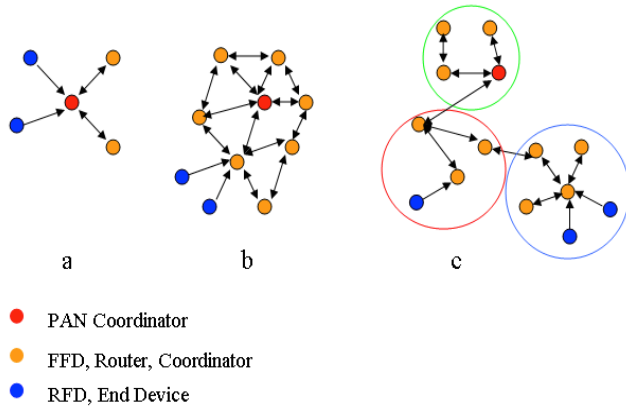 a b c
PAN Coordinator
FFD, Router, Coordinator
RFD, End Device